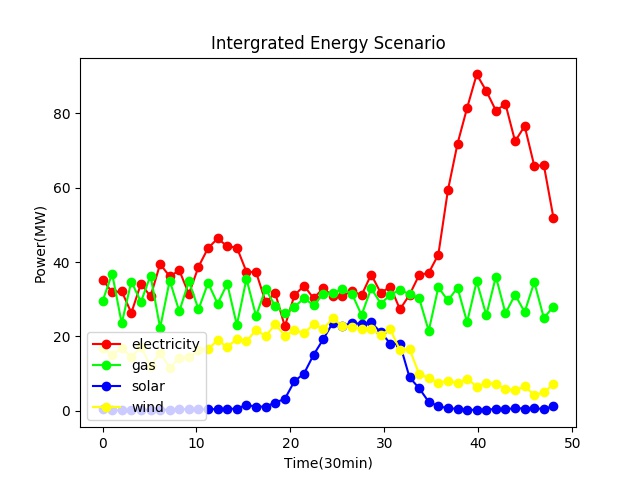 Intergrated Energy Scenario
Power(MW)
80
60
40
20
0
electricity
gas
solar
wind
0 10 20 30 40 50
Time(30min)